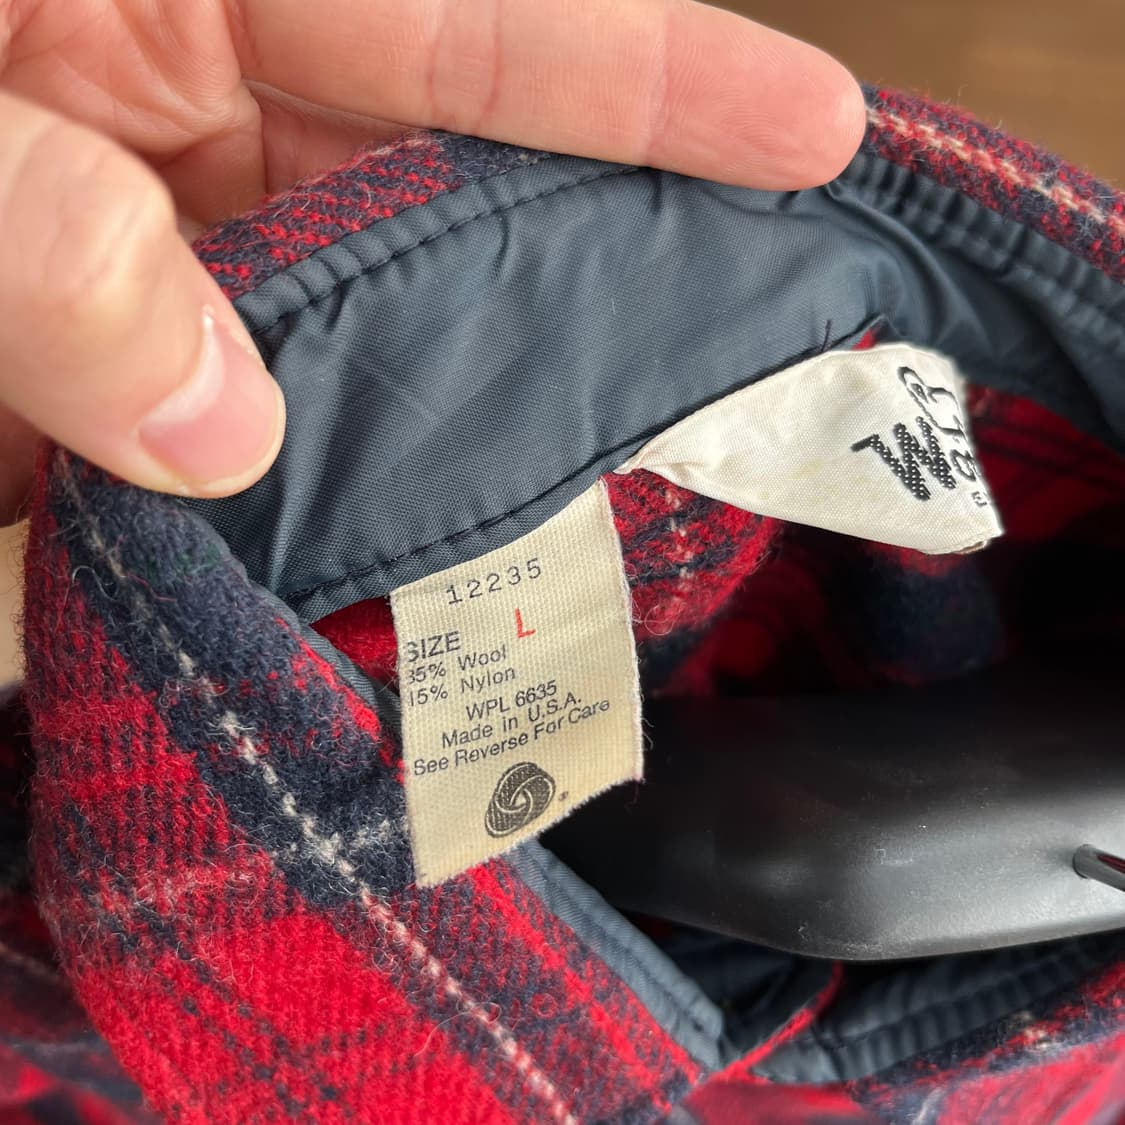 12235
SIZE L
85% Wool
15% Nylon
WPL 6635
Made in U.S.A.
See Reverse For Care
®